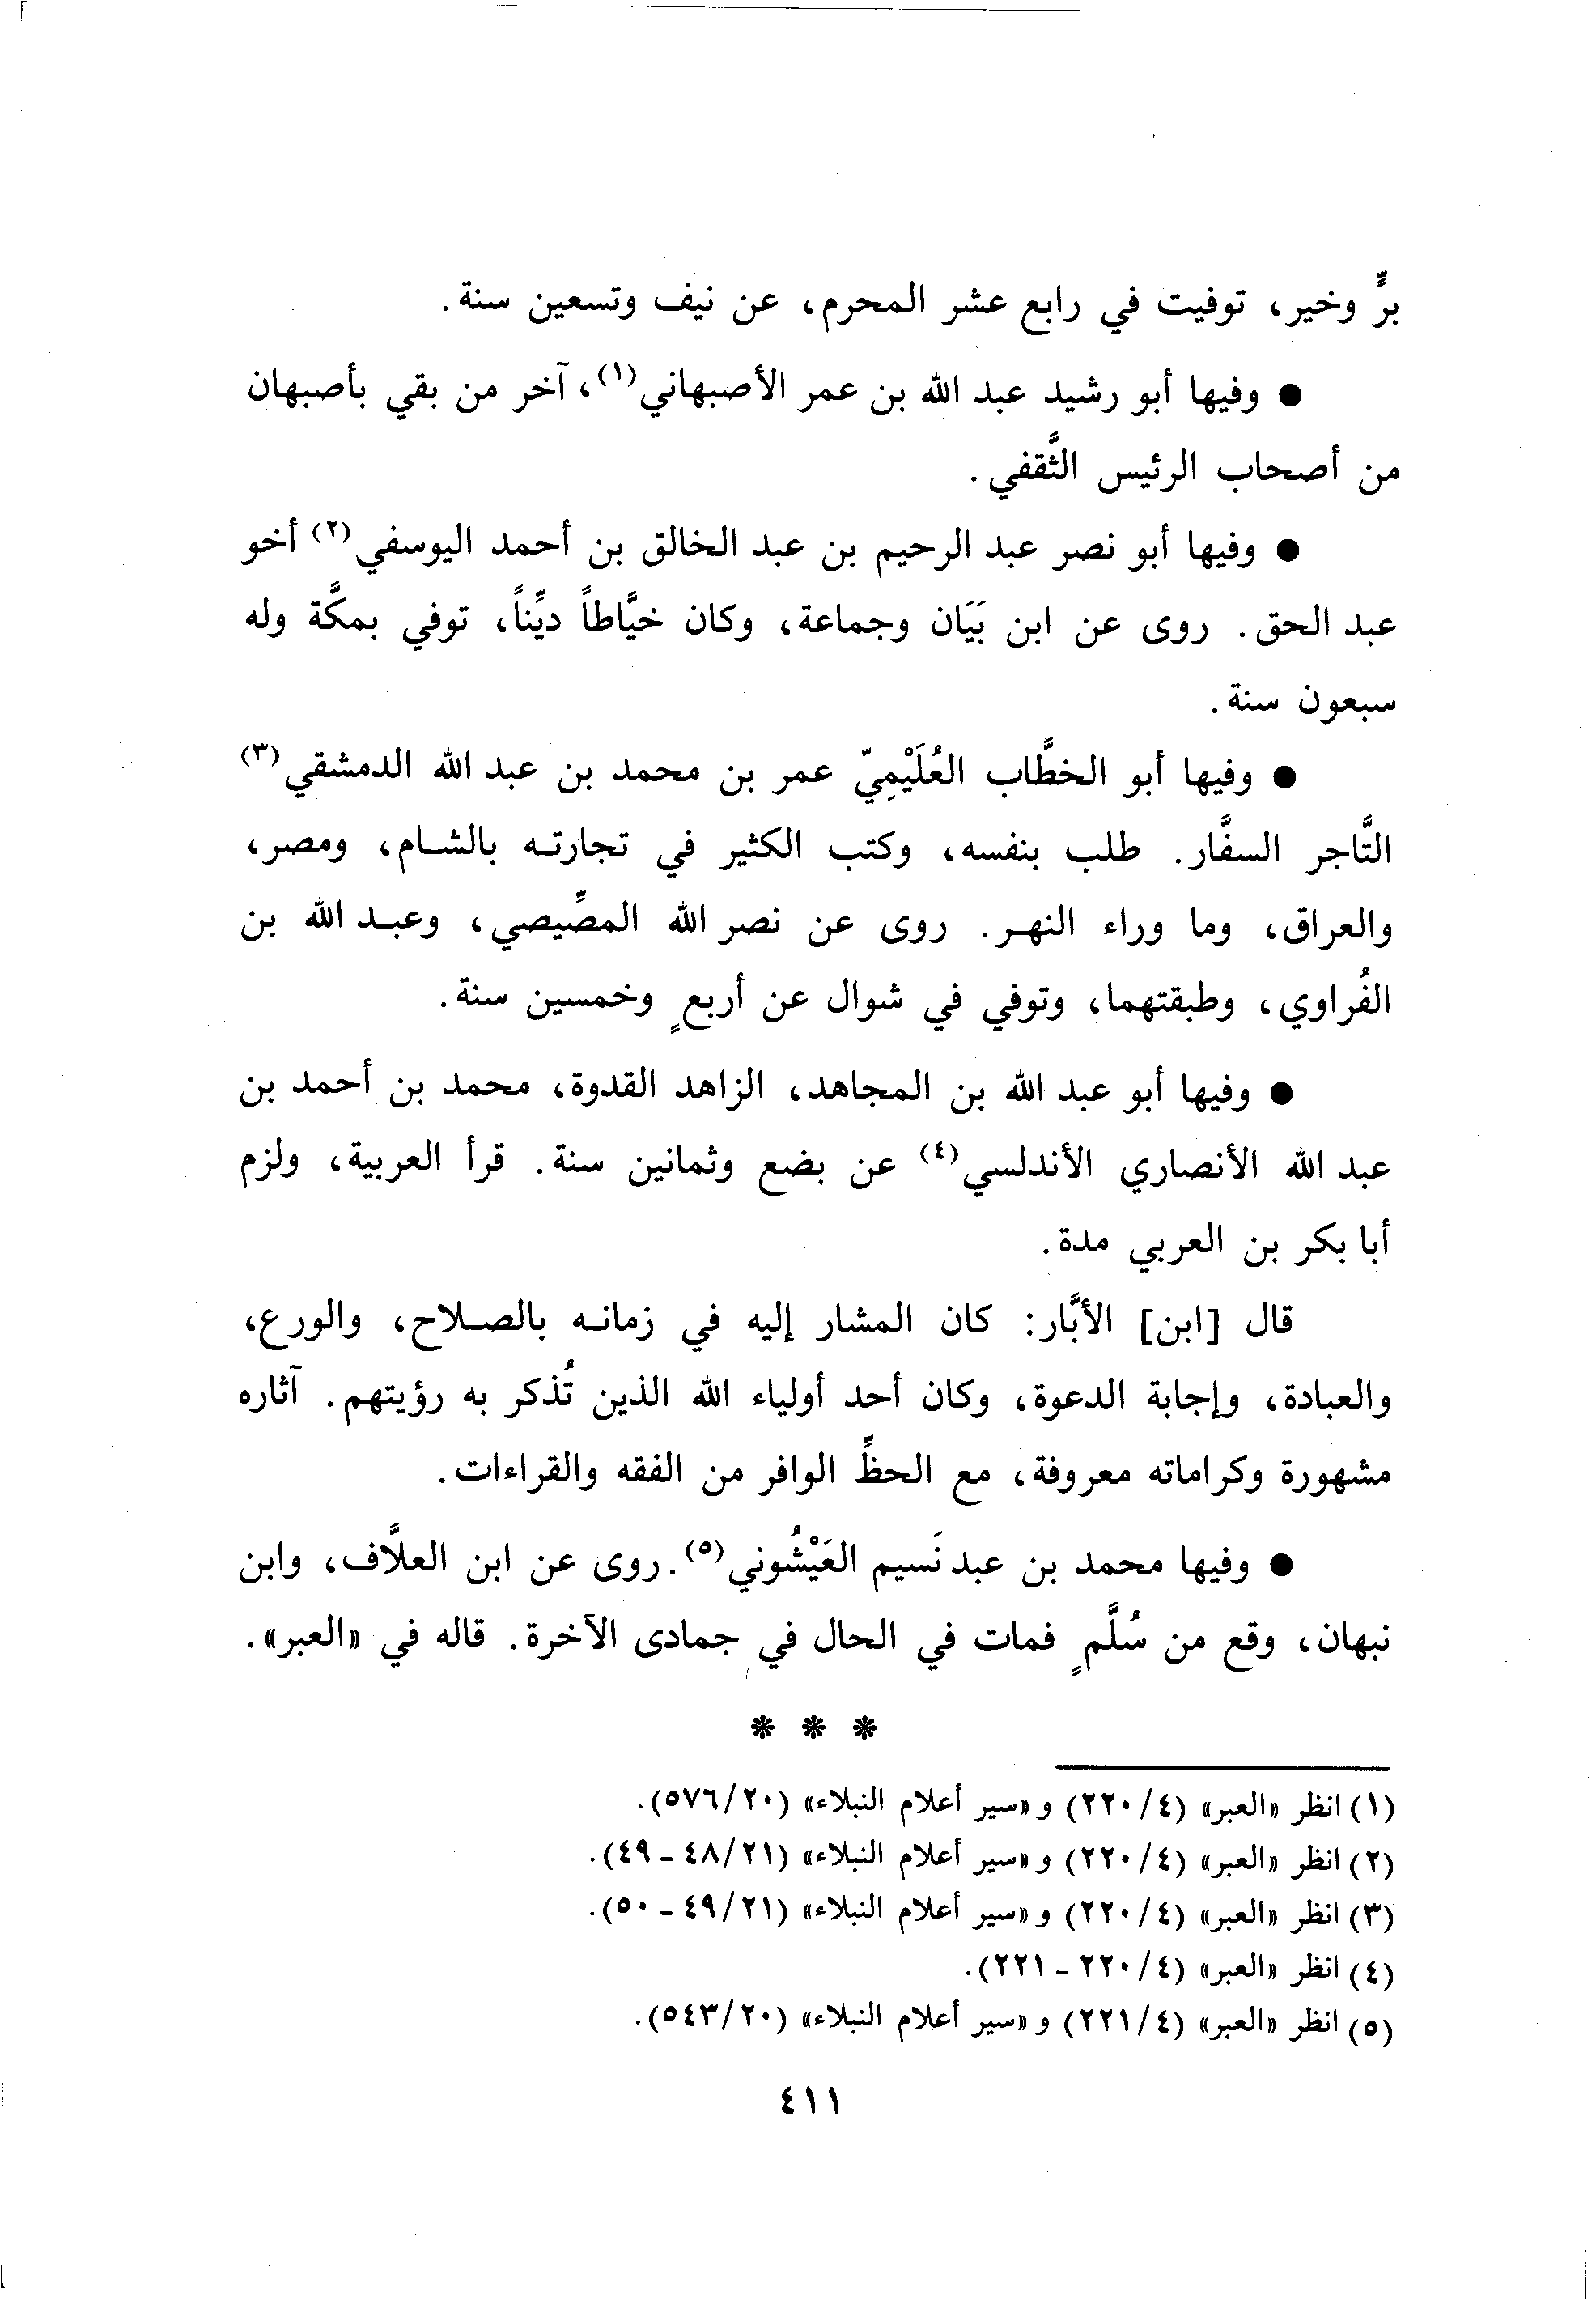 برٍّ وخير، توفيت في رابع عشر المحرم، عن نيف وتسعين سنة.
● وفيها أبو رشيد عبد الله بن عمر الأصبهاني(١)، آخر من بقي بأصبهان
من أصحاب الرئيس الثَّقفي.
● وفيها أبو نصر عبد الرحيم بن عبد الخالق بن أحمد اليوسفي(٢) أخو
عبد الحق. روى عن ابن بَيَان وجماعة، وكان خيَّاطاً ديِّناً، توفي بمكَّة وله
سبعون سنة.
● وفيها أبو الخطَّاب العُلَيْمِيّ عمر بن محمد بن عبد الله الدمشقي(٣)
التَّاجر السفَّار. طلب بنفسه، وكتب الكثير في تجارتـه بالشـام، ومصر،
والعراق، وما وراء النهـر. روى عن نصر الله المصِّيصي، وعبـد الله بن
الفُراوي، وطبقتهما، وتوفي في شوال عن أربعٍ وخمسين سنة.
● وفيها أبو عبد الله بن المجاهد، الزاهد القدوة، محمد بن أحمد بن
عبد الله الأنصاري الأندلسي(٤) عن بضع وثمانين سنة. قرأ العربية، ولزم
أبا بكر بن العربي مدة.
قال [ابن] الأبَّار: كان المشار إليه في زمانـه بالصـلاح، والورع،
والعبادة، وإجابة الدعوة، وكان أحد أولياء الله الذين تُذكر به رؤيتهم. آثاره
مشهورة وكراماته معروفة، مع الحظِّ الوافر من الفقه والقراءات.
● وفيها محمد بن عبد نَسيم العَيْشُوني(٥). روى عن ابن العلاَّف، وابن
نبهان، وقع من سُلَّمٍ فمات في الحال في جمادى الآخرة. قاله في «العبر».
* * *
(١) انظر «العبر» (٤/ ٢٢٠) و «سير أعلام النبلاء» (٢٠/ ٥٧٦).
(٢) انظر «العبر» (٤/ ٢٢٠) و «سير أعلام النبلاء» (٢١/ ٤٨ - ٤٩).
(٣) انظر «العبر» (٤/ ٢٢٠) و «سير أعلام النبلاء» (٢١/ ٤٩ - ٥٠).
(٤) انظر «العبر» (٤/ ٢٢٠ - ٢٢١).
(٥) انظر «العبر» (٤/ ٢٢١) و «سير أعلام النبلاء» (٢٠/ ٥٤٣).
٤١١